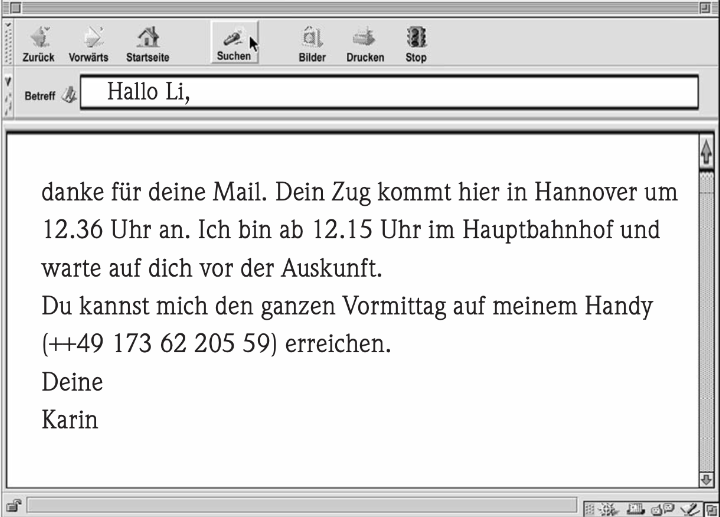 Zurück Vorwärts Startseite Suchen Bilder Drucken Stop
Betreff Hallo Li,
danke für deine Mail. Dein Zug kommt hier in Hannover um
12.36 Uhr an. Ich bin ab 12.15 Uhr im Hauptbahnhof und
warte auf dich vor der Auskunft.
Du kannst mich den ganzen Vormittag auf meinem Handy
(++49 173 62 205 59) erreichen.
Deine
Karin